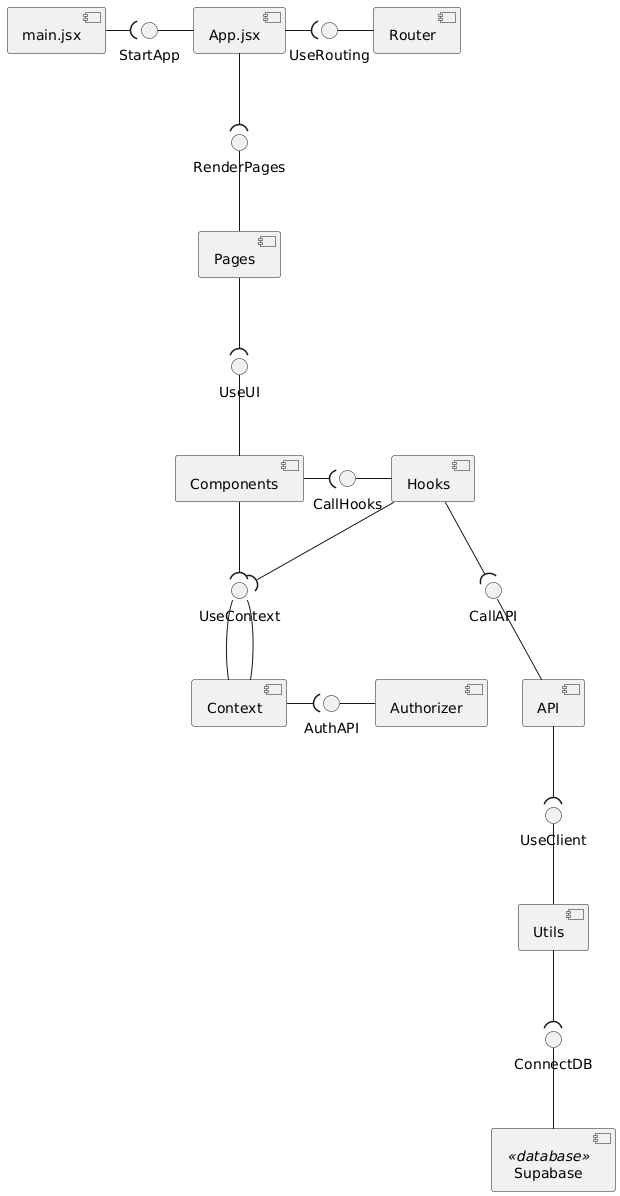 main.jsx
App.jsx
Router
StartApp
UseRouting
RenderPages
Pages
UseUI
Components
Hooks
CallHooks
UseContext
CallAPI
Context
Authorizer
API
AuthAPI
UseClient
Utils
ConnectDB
«database»
Supabase